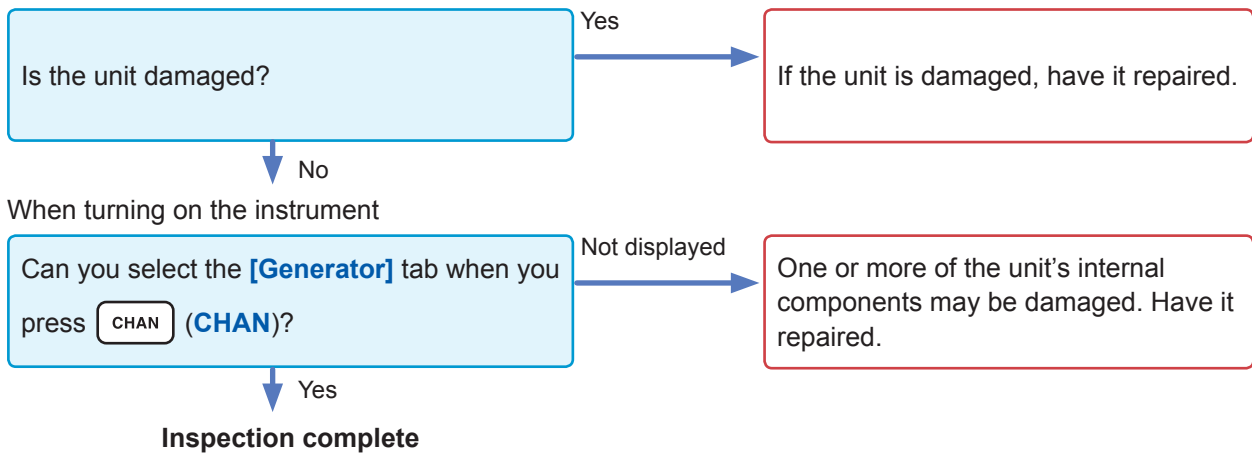 Yes
Is the unit damaged?
If the unit is damaged, have it repaired.
No
When turning on the instrument
Not displayed
Can you select the [Generator] tab when you
press CHAN (CHAN)?
One or more of the unit's internal
components may be damaged. Have it
repaired.
Yes
Inspection complete